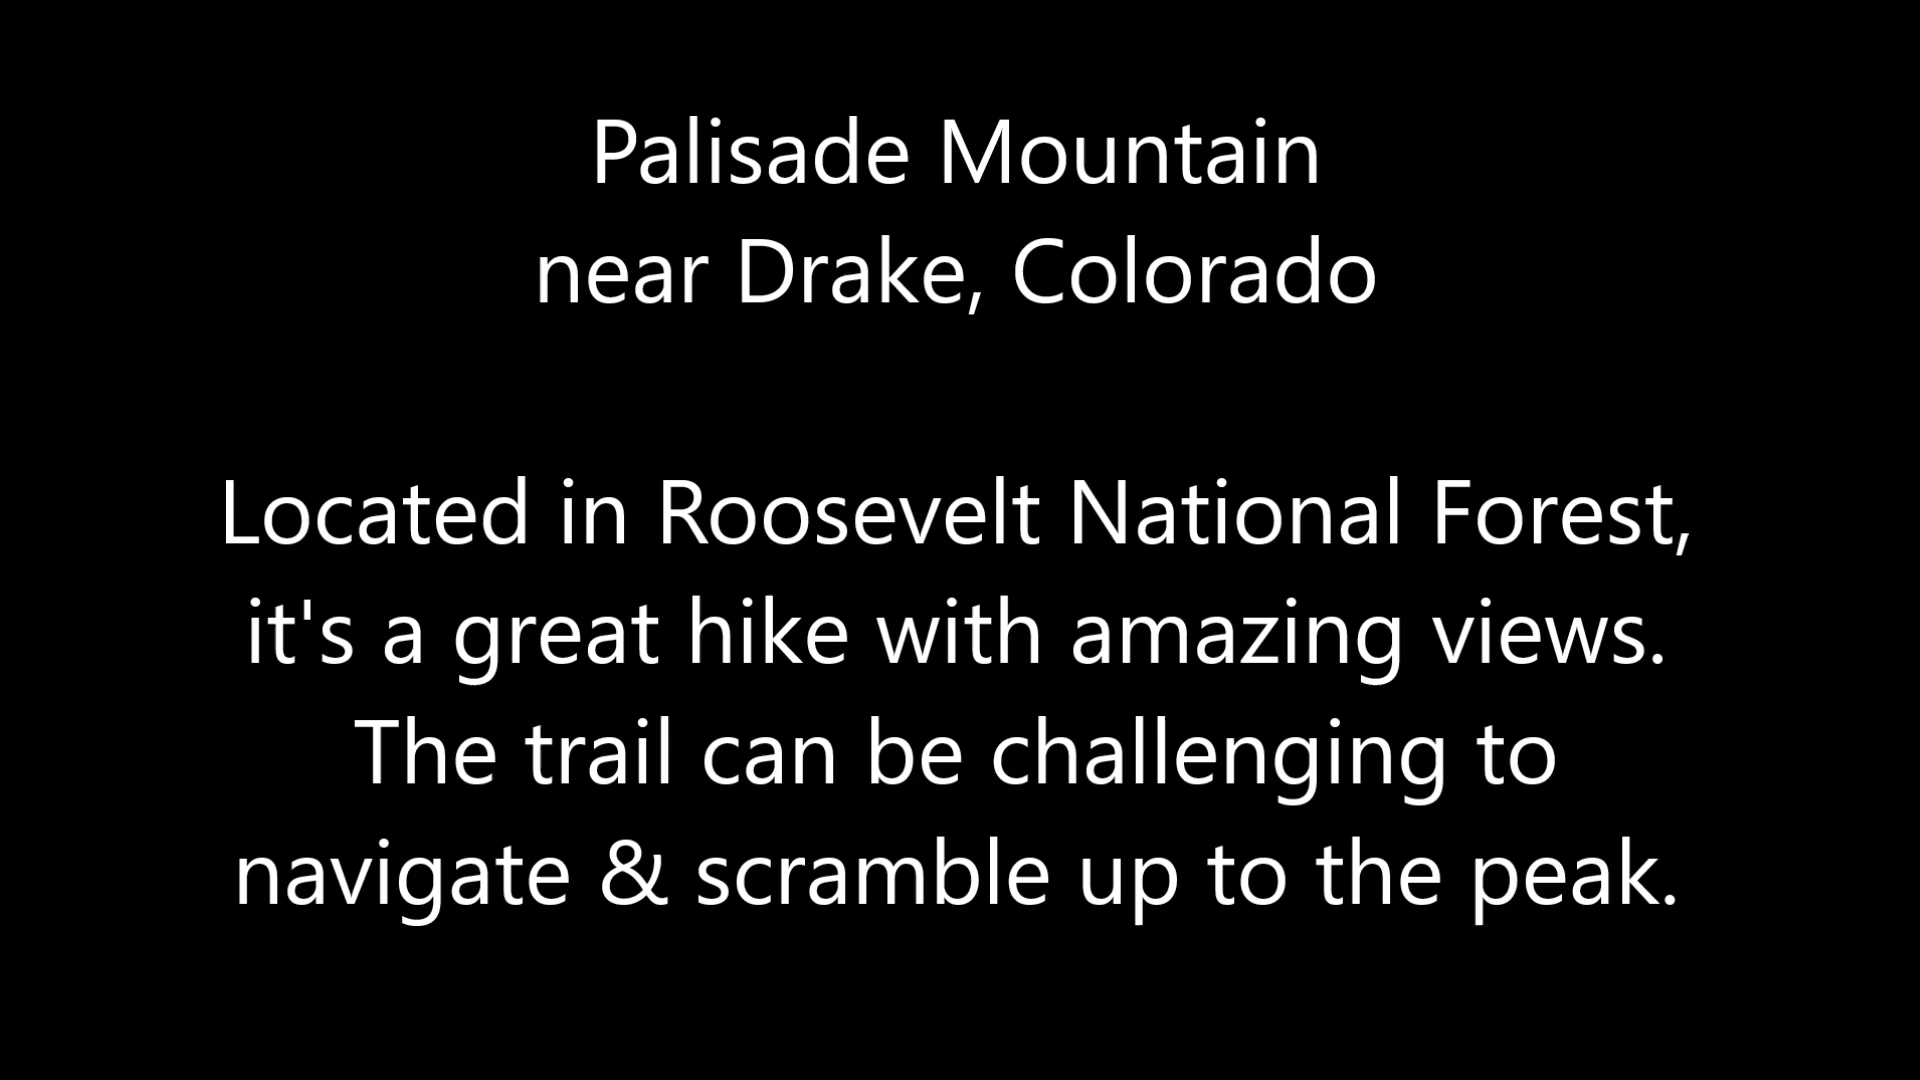 Palisade Mountain
near Drake, Colorado
Located in Roosevelt National Forest,
it's a great hike with amazing views.
The trail can be challenging to
navigate & scramble up to the peak.